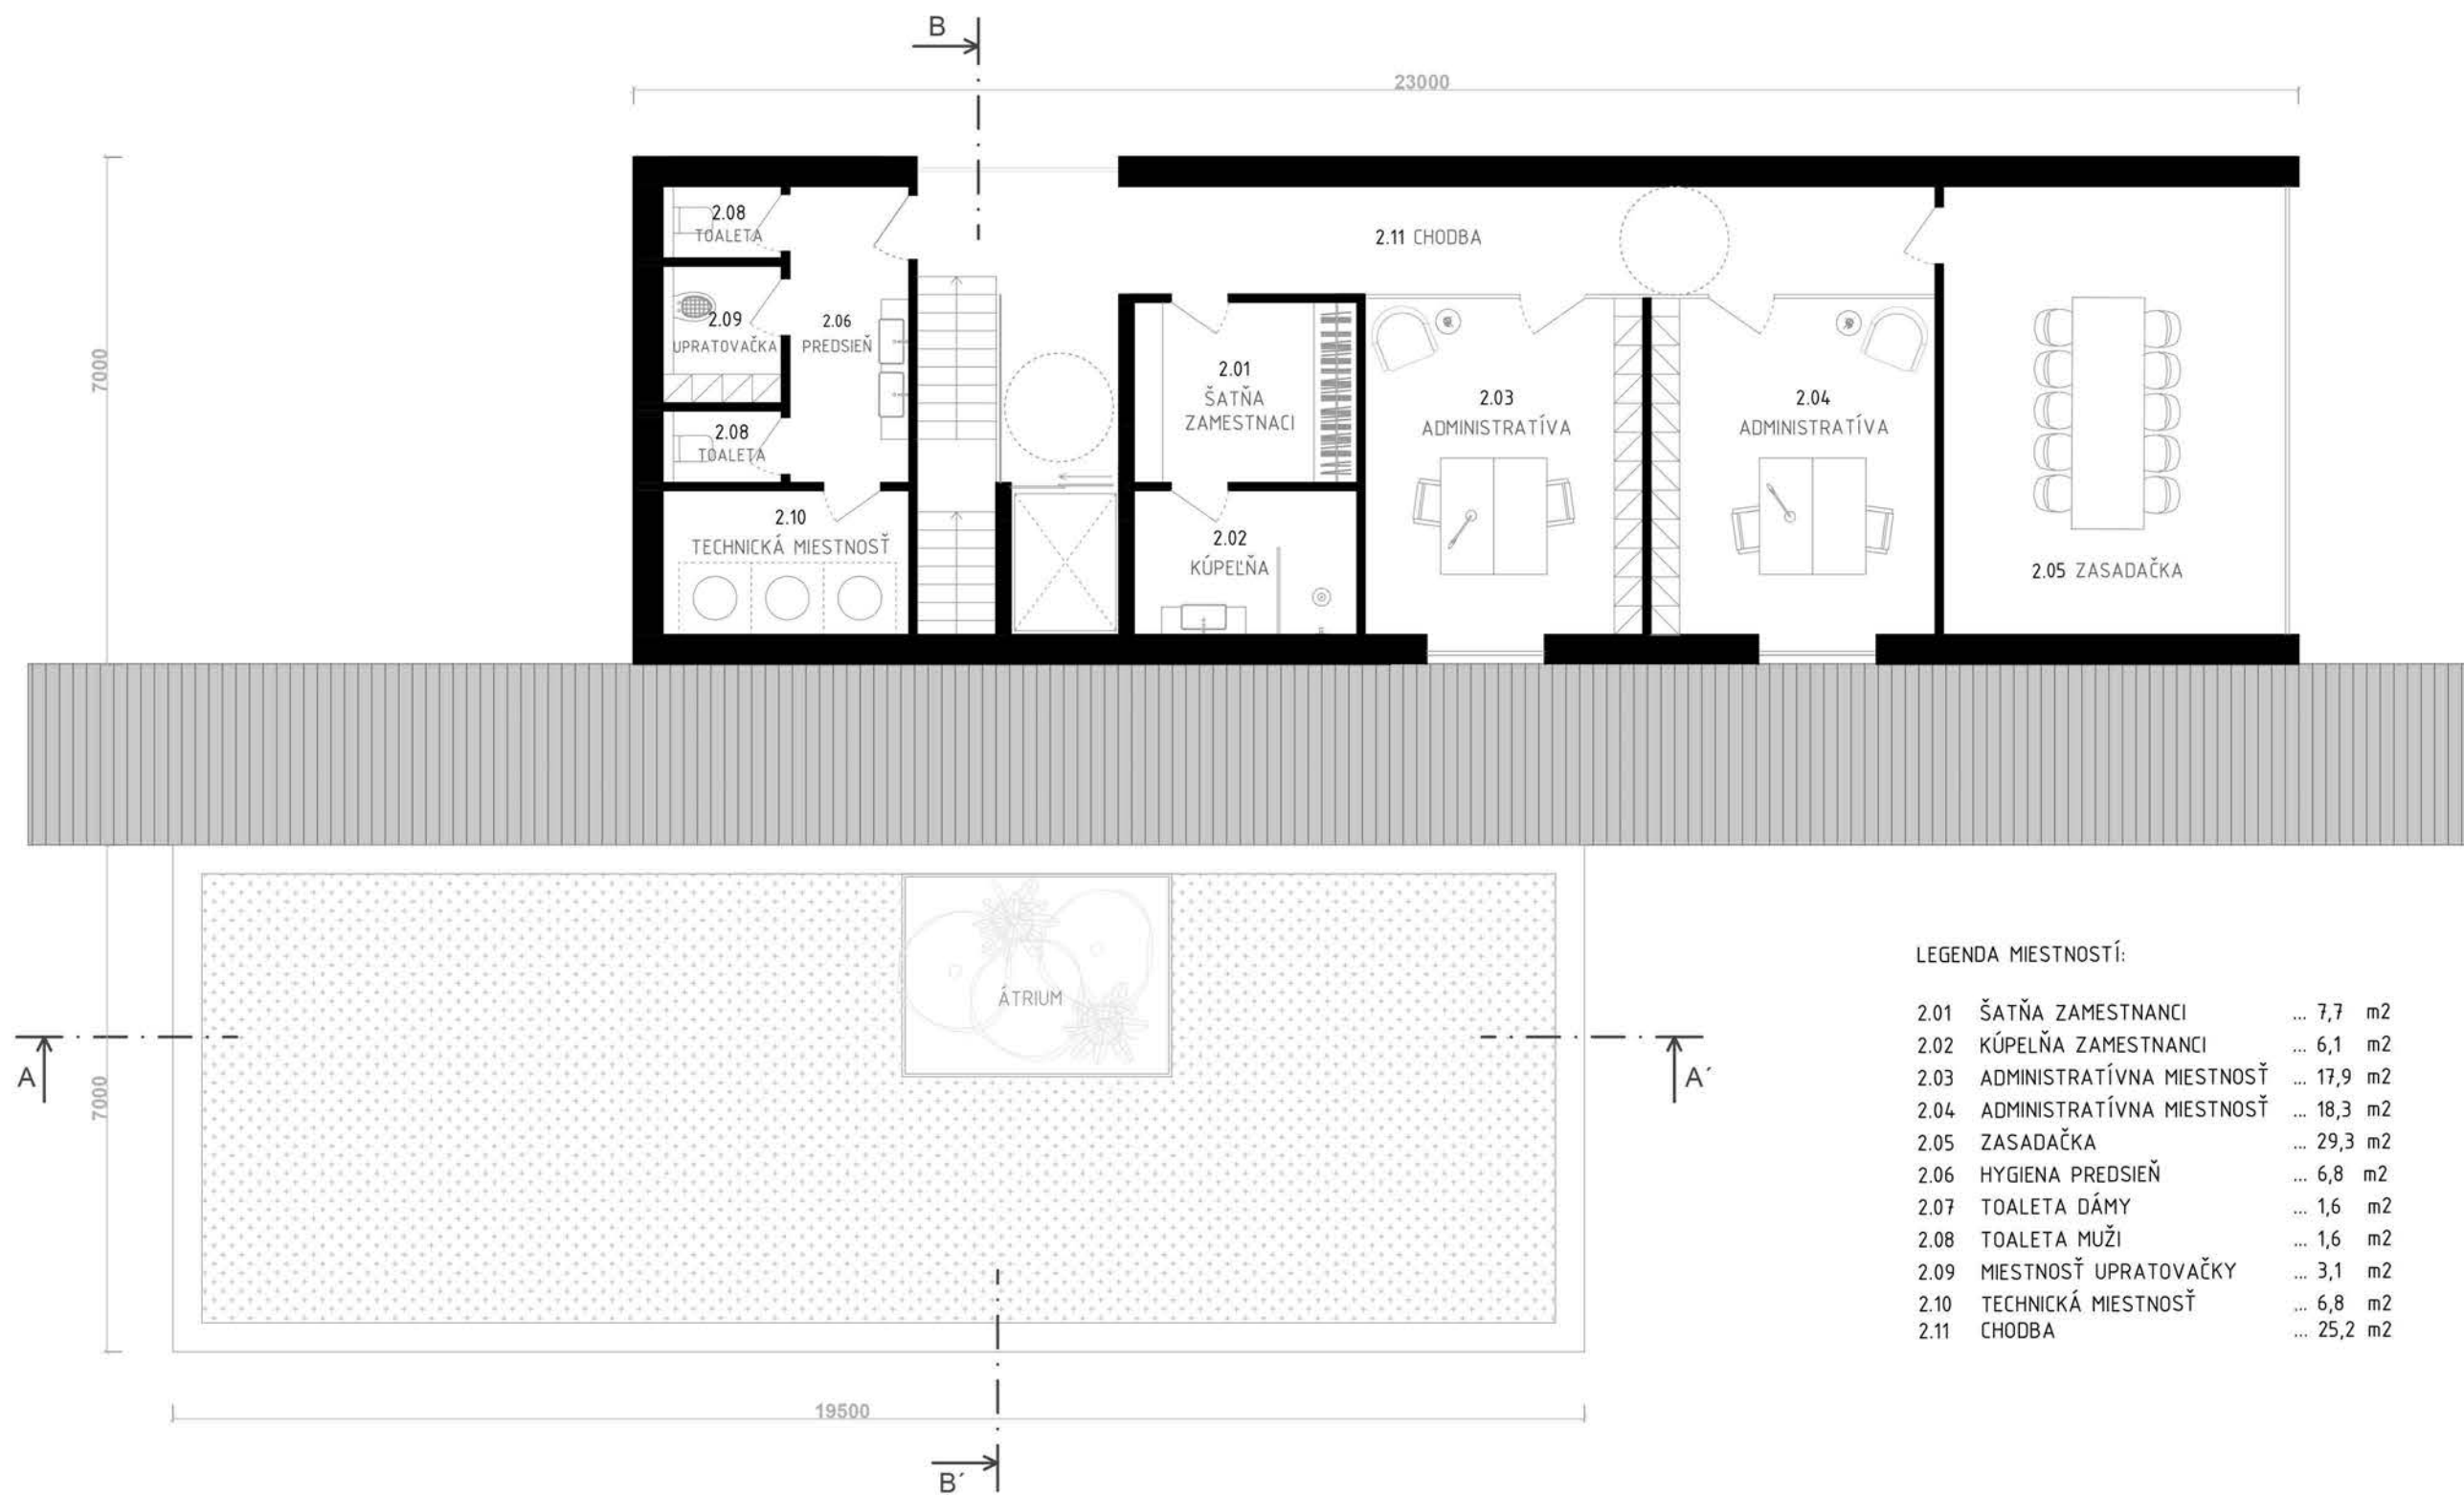 B
23000
7000
2.08
TOALETA
2.09
UPRATOVAČKA
2.06
PREDSIEŇ
2.08
TOALETA
2.10
TECHNICKÁ MIESTNOSŤ
2.11 CHODBA
2.01
ŠATŇA
ZAMESTNACI
2.02
KÚPEĽŇA
2.03
ADMINISTRATÍVA
2.04
ADMINISTRATÍVA
2.05 ZASADAČKA
ÁTRIUM
A
A´
7000
19500
B´
LEGENDA MIESTNOSTÍ:
2.01 ŠATŇA ZAMESTNANCI ... 7,7 m2
2.02 KÚPELŇA ZAMESTNANCI ... 6,1 m2
2.03 ADMINISTRATÍVNA MIESTNOSŤ ... 17,9 m2
2.04 ADMINISTRATÍVNA MIESTNOSŤ ... 18,3 m2
2.05 ZASADAČKA ... 29,3 m2
2.06 HYGIENA PREDSIEŇ ... 6,8 m2
2.07 TOALETA DÁMY ... 1,6 m2
2.08 TOALETA MUŽI ... 1,6 m2
2.09 MIESTNOSŤ UPRATOVAČKY ... 3,1 m2
2.10 TECHNICKÁ MIESTNOSŤ ... 6,8 m2
2.11 CHODBA ... 25,2 m2